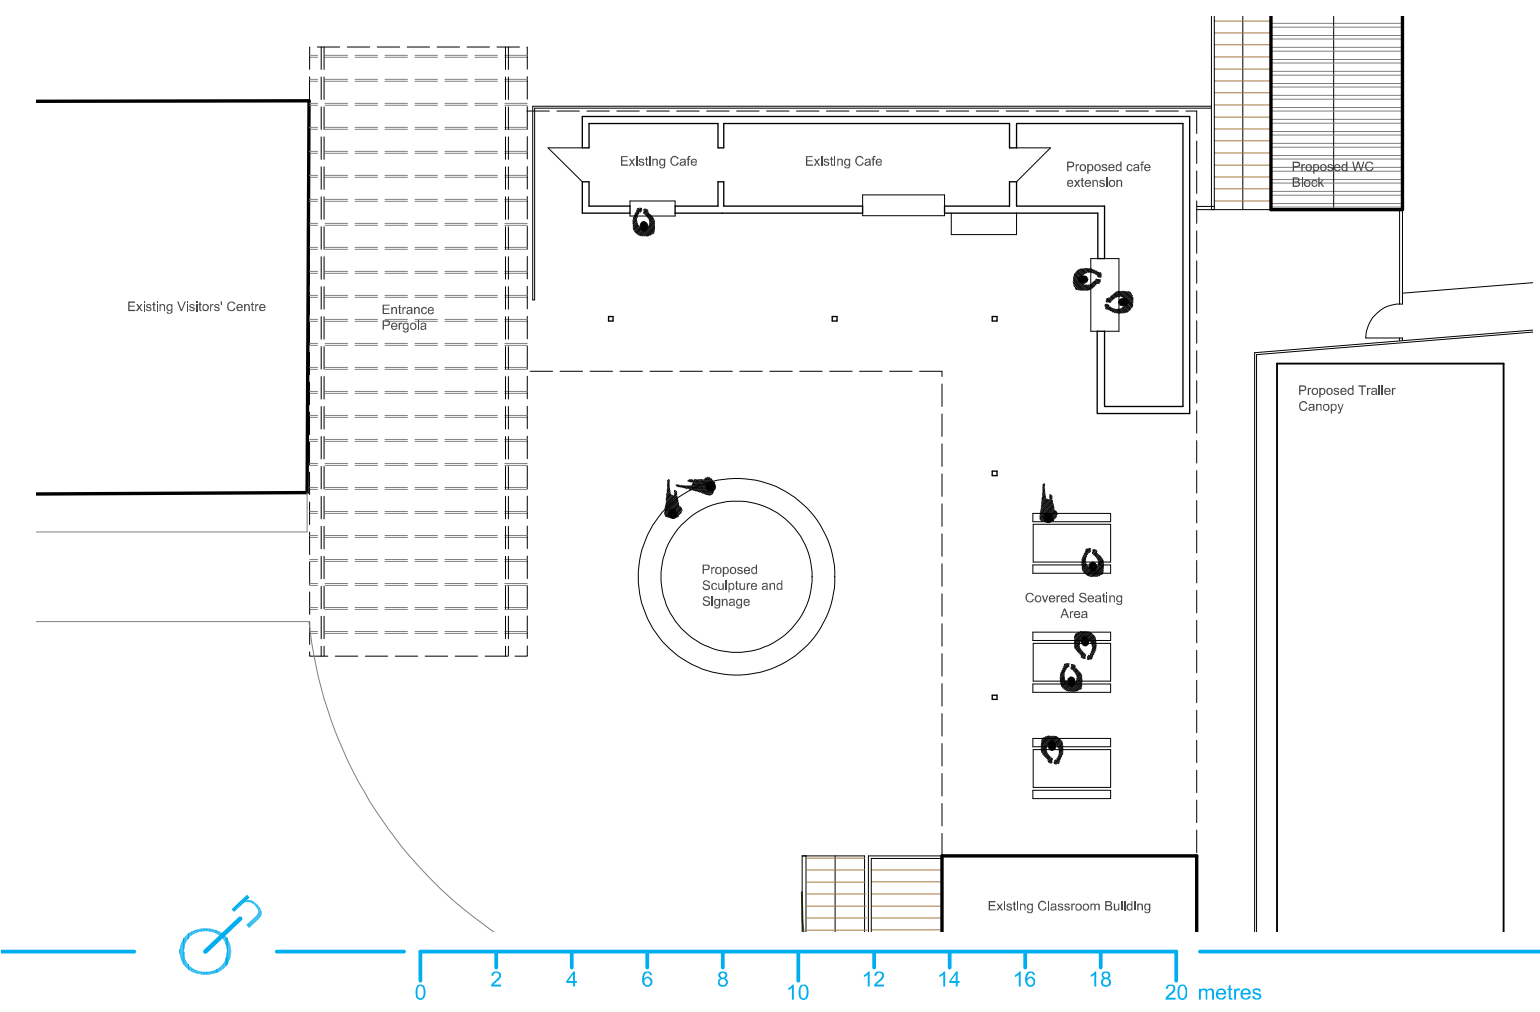 Existing Cafe
Existing Cafe
Proposed cafe
extension
Proposed WC
Block
Existing Visitors' Centre
Entrance
Pergola
Proposed Trailer
Canopy
Proposed
Sculpture and
Signage
Covered Seating
Area
Existing Classroom Building
0 2 4 6 8 10 12 14 16 18 20 metres